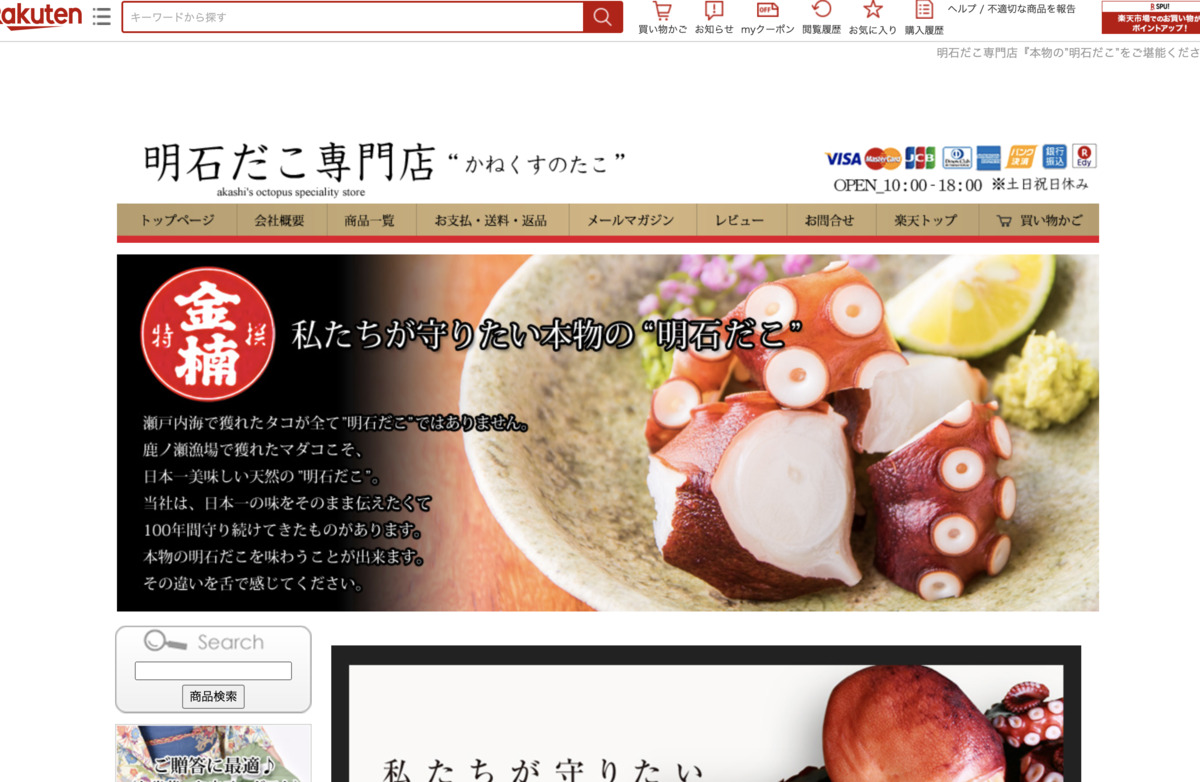 Rakuten
キーワードから探す
買い物かご お知らせ myクーポン 閲覧履歴 お気に入り 購入履歴
OFF
ヘルプ / 不適切な商品を報告
SPU!
楽天市場でのお買い物が
ポイントアップ!
明石だこ専門店『本物の"明石だこ"をご堪能くださ
明石だこ専門店 “かねくすのたこ”
akashi's octopus speciality store
VISA MasterCard JCB Diners Club バンク決済 銀行振込 Edy
OPEN_10:00-18:00 ※土日祝日休み
トップページ 会社概要 商品一覧 お支払・送料・返品 メールマガジン レビュー お問合せ 楽天トップ 買い物かご
特撰 金楠
私たちが守りたい本物の“明石だこ”
瀬戸内海で獲れたタコが全て"明石だこ"ではありません。
鹿ノ瀬漁場で獲れたマダコこそ、
日本一美味しい天然の"明石だこ"。
当社は、日本一の味をそのまま伝えたくて
100年間守り続けてきたものがあります。
本物の明石だこを味わうことが出来ます。
その違いを舌で感じてください。
Search
商品検索
ご贈答に最適♪
私たちが守りたい